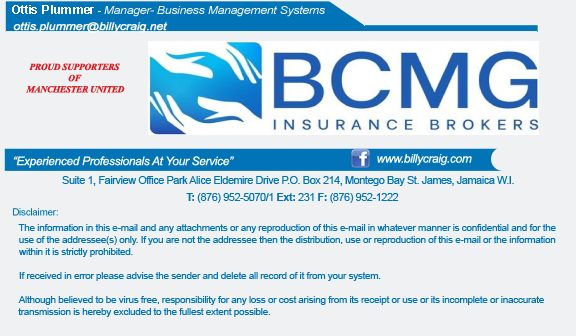 Ottis Plummer - Manager- Business Management Systems
ottis.plummer@billycraig.net
PROUD SUPPORTERS
OF
MANCHESTER UNITED
BCMG
INSURANCE BROKERS
"Experienced Professionals At Your Service"
f www.billycraig.com
Suite 1, Fairview Office Park Alice Eldemire Drive P.O. Box 214, Montego Bay St. James, Jamaica W.I.
T: (876) 952-5070/1 Ext: 231 F: (876) 952-1222
Disclaimer:
The information in this e-mail and any attachments or any reproduction of this e-mail in whatever manner is confidential and for the
use of the addressee(s) only. If you are not the addressee then the distribution, use or reproduction of this e-mail or the information
within it is strictly prohibited.
If received in error please advise the sender and delete all record of it from your system.
Although believed to be virus free, responsibility for any loss or cost arising from its receipt or use or its incomplete or inaccurate
transmission is hereby excluded to the fullest extent possible.